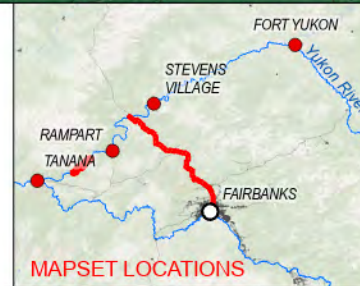 FORT YUKON
Yukon River
STEVENS
VILLAGE
RAMPART
TANANA
FAIRBANKS
MAPSET LOCATIONS